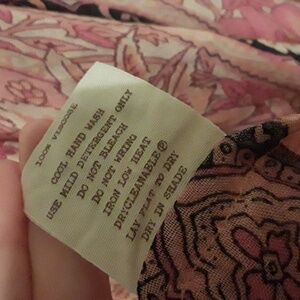 100% VISCOSE
COOL HAND WASH
USE MILD DETERGENT ONLY
DO NOT BLEACH
DO NOT WRING
IRON LOW HEAT
DRYCLEANABLE Ⓟ
LAY FLAT TO DRY
DRY IN SHADE